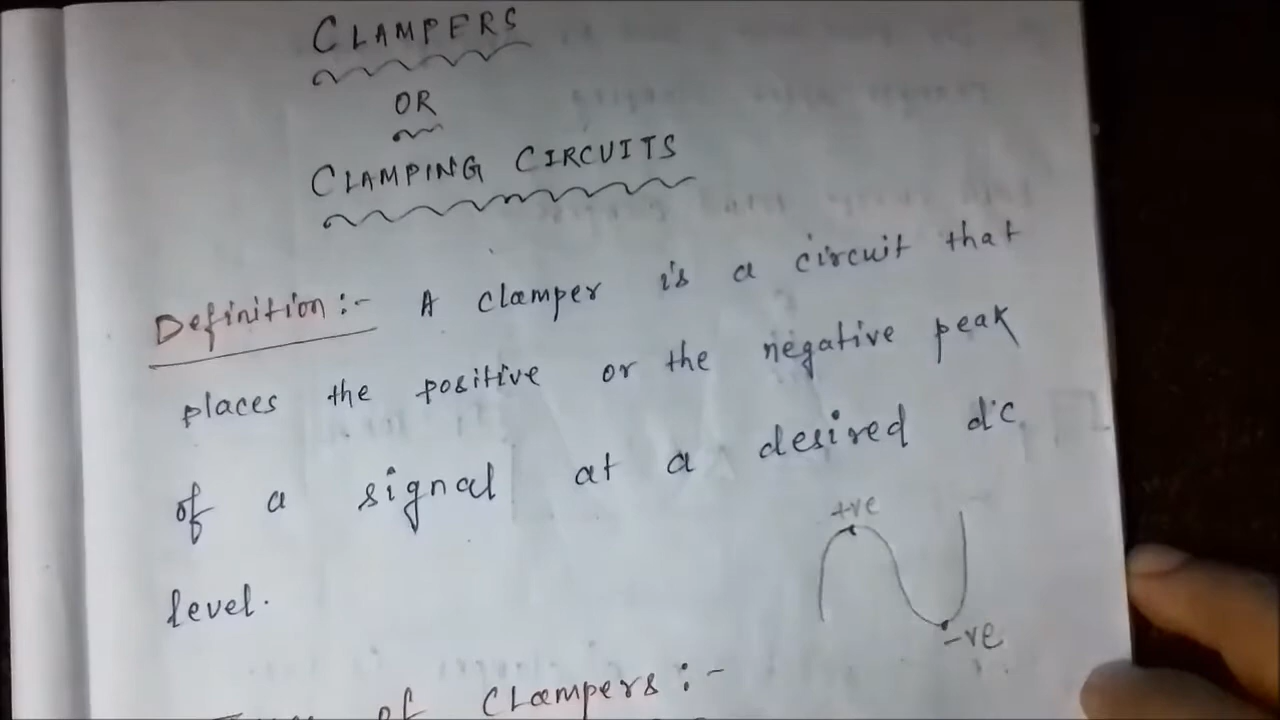 CLAMPERS
OR
CLAMPING CIRCUITS
Definition :- A clamper is a circuit that
places the positive or the negative peak
of a signal at a desired d'c
level.
+ve
-ve
of Clampers :-